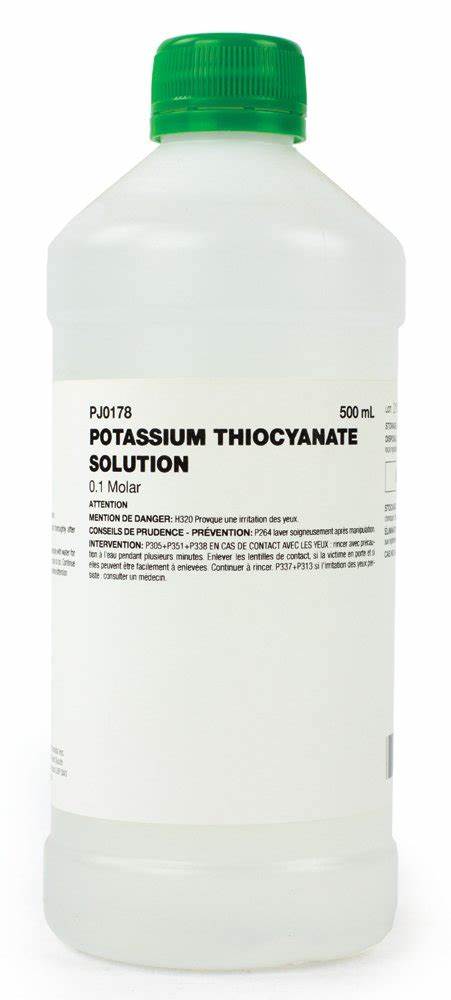 PJ0178 500 mL
POTASSIUM THIOCYANATE
SOLUTION
0.1 Molar
ATTENTION
MENTION DE DANGER: H320 Provoque une irritation des yeux.
CONSEILS DE PRUDENCE - PRÉVENTION: P264 laver soigneusement après manipulation.
INTERVENTION: P305+P351+P338 EN CAS DE CONTACT AVEC LES YEUX : rincer avec précau-
tion à l'eau pendant plusieurs minutes. Enlever les lentilles de contact, si la victime en porte et si
elles peuvent être facilement à enlevées. Continuer à rincer. P337+P313 si l'irritation des yeux per-
siste : consulter un médecin.
LOT